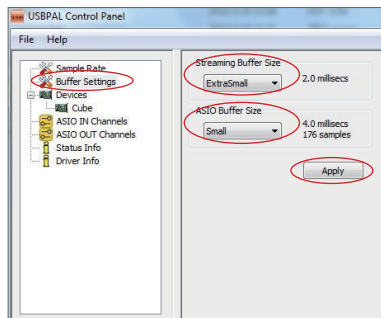 USBPAL Control Panel
File Help
Sample Rate
Buffer Settings
Devices
Cube
ASIO IN Channels
ASIO OUT Channels
Status Info
Driver Info
Streaming Buffer Size
ExtraSmall 2.0 millisecs
ASIO Buffer Size
Small 4.0 millisecs
176 samples
Apply